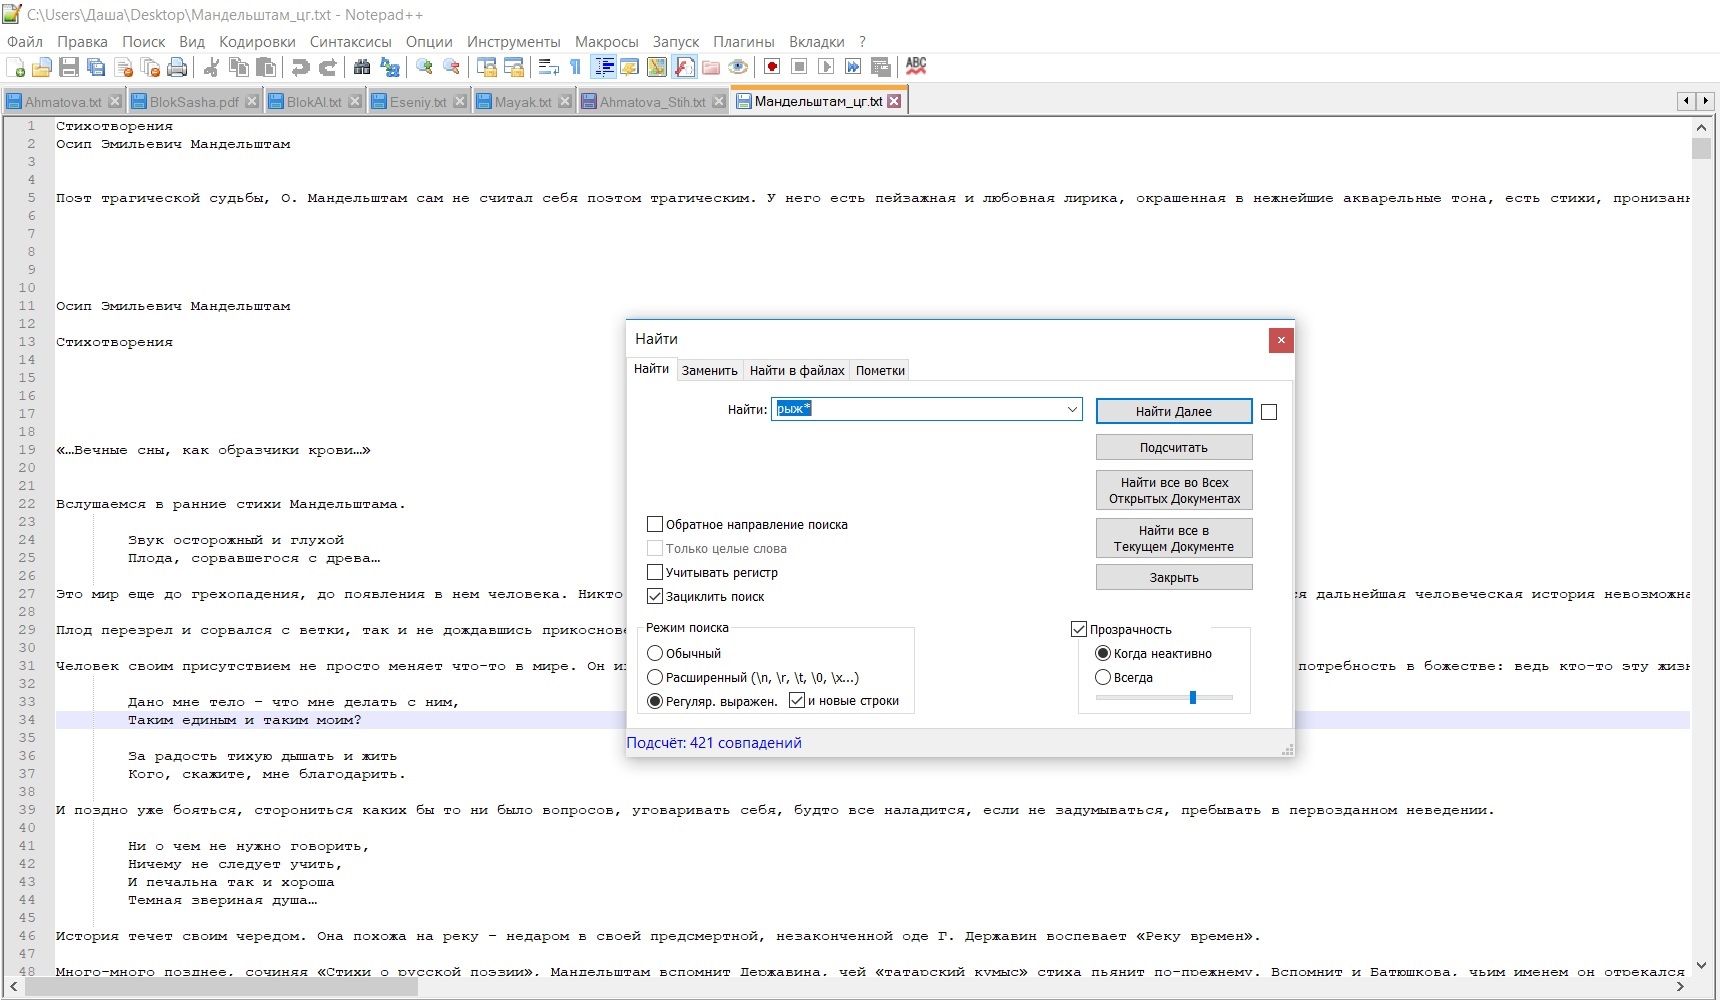 C:\Users\Даша\Desktop\Мандельштам_цг.txt - Notepad++
Файл Правка Поиск Вид Кодировки Синтаксисы Опции Инструменты Макросы Запуск Плагины Вкладки ?
ABC
Ahmatova.txt BlokSasha.pdf BlokAl.txt Eseniy.txt Mayak.txt Ahmatova_Stih.txt Мандельштам_цг.txt
1 Стихотворения
2 Осип Эмильевич Мандельштам
3
4
5 Поэт трагической судьбы, О. Мандельштам сам не считал себя поэтом трагическим. У него есть пейзажная и любовная лирика, окрашенная в нежнейшие акварельные тона, есть стихи, пронизанн
6
7
8
9
10
11 Осип Эмильевич Мандельштам
12
13 Стихотворения
14
15
16
17
18
19 «…Вечные сны, как образчики крови…»
20
21
22 Вслушаемся в ранние стихи Мандельштама.
23
24 Звук осторожный и глухой
25 Плода, сорвавшегося с древа…
26
27 Это мир еще до грехопадения, до появления в нем человека. Никто ся дальнейшая человеческая история невозможна
28
29 Плод перезрел и сорвался с ветки, так и не дождавшись прикоснове
30
31 Человек своим присутствием не просто меняет что-то в мире. Он и потребность в божестве: ведь кто-то эту жизн
32
33 Дано мне тело – что мне делать с ним,
34 Таким единым и таким моим?
35
36 За радость тихую дышать и жить
37 Кого, скажите, мне благодарить.
38
39 И поздно уже бояться, сторониться каких бы то ни было вопросов, уговаривать себя, будто все наладится, если не задумываться, пребывать в первозданном неведении.
40
41 Ни о чем не нужно говорить,
42 Ничему не следует учить,
43 И печальна так и хороша
44 Темная звериная душа…
45
46 История течет своим чередом. Она похожа на реку – недаром в своей предсмертной, незаконченной оде Г. Державин воспевает «Реку времен».
47
48 Много-много позднее, сочиняя «Стихи о русской поэзии», Мандельштам вспомнит Державина, чей «татарский кумыс» стиха пьянит по-прежнему. Вспомнит и Батюшкова, чьим именем он отрекался
Найти
Найти Заменить Найти в файлах Пометки
Найти: рыж*
Найти Далее
Подсчитать
Найти все во Всех
Открытых Документах
Найти все в
Текущем Документе
Закрыть
Обратное направление поиска
Только целые слова
Учитывать регистр
Зациклить поиск
Режим поиска
Обычный
Расширенный (\n, \r, \t, \0, \x...)
Регуляр. выражен. и новые строки
Прозрачность
Когда неактивно
Всегда
Подсчёт: 421 совпадений